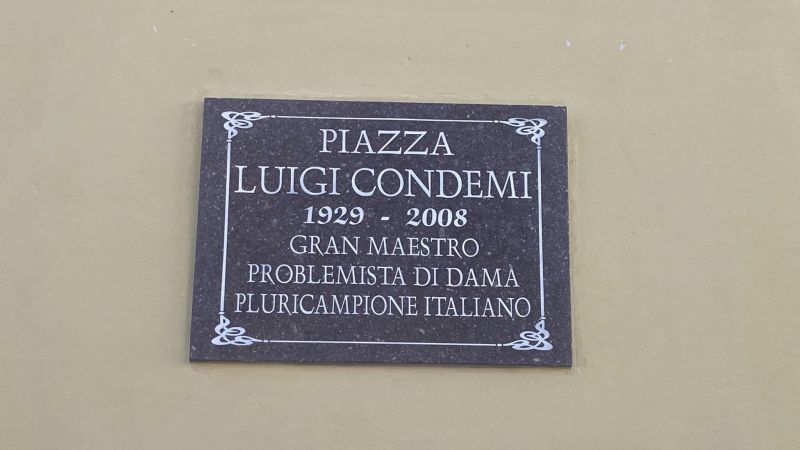 PIAZZA
LUIGI CONDEMI
1929 - 2008
GRAN MAESTRO
PROBLEMISTA DI DAMA
PLURICAMPIONE ITALIANO